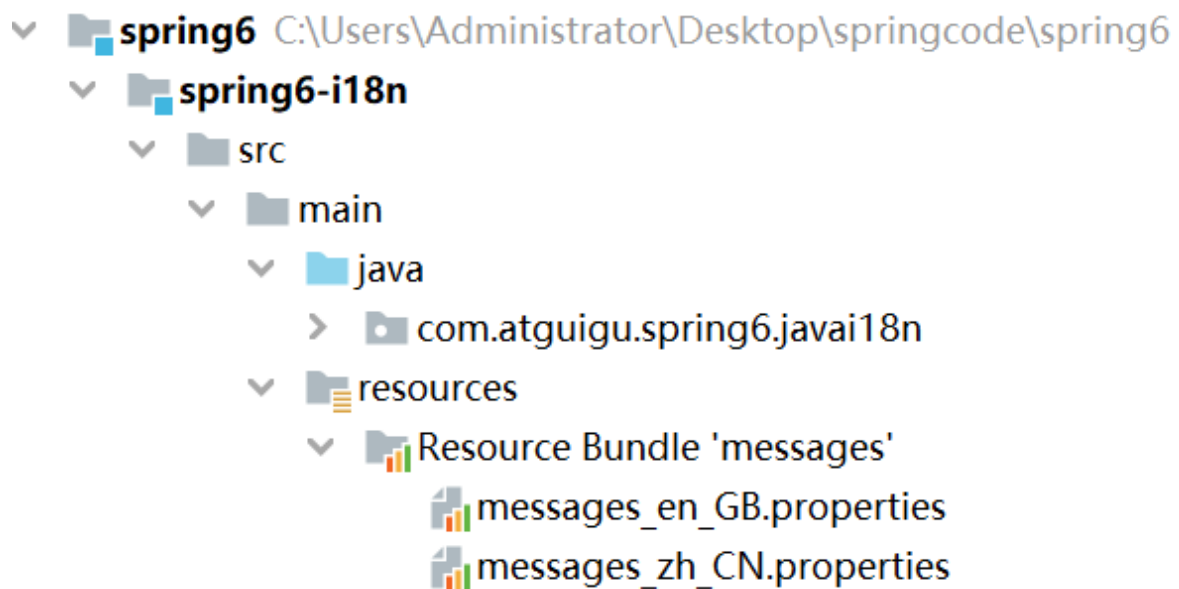 spring6 C:\Users\Administrator\Desktop\springcode\spring6
spring6-i18n
src
main
java
com.atguigu.spring6.javai18n
resources
Resource Bundle 'messages'
messages_en_GB.properties
messages_zh_CN.properties